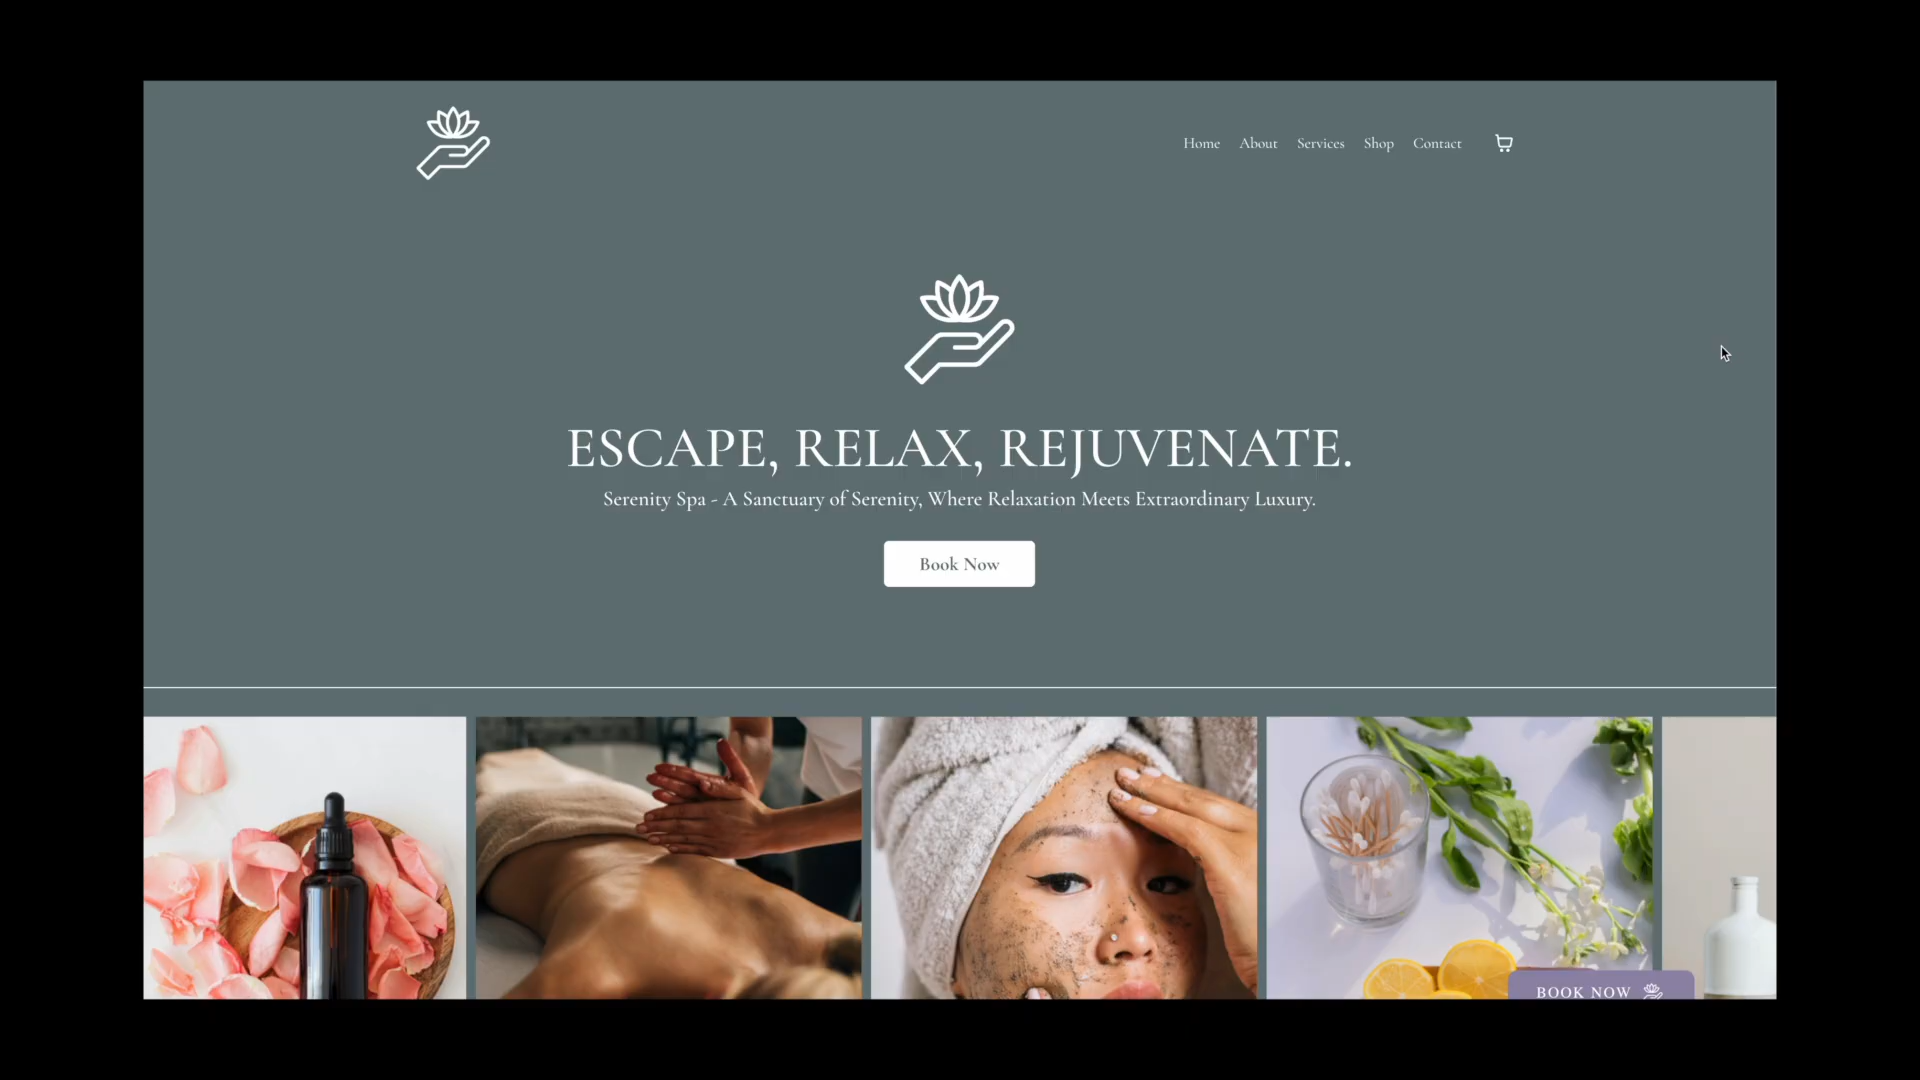 Home About Services Shop Contact
ESCAPE, RELAX, REJUVENATE.
Serenity Spa - A Sanctuary of Serenity, Where Relaxation Meets Extraordinary Luxury.
Book Now
BOOK NOW